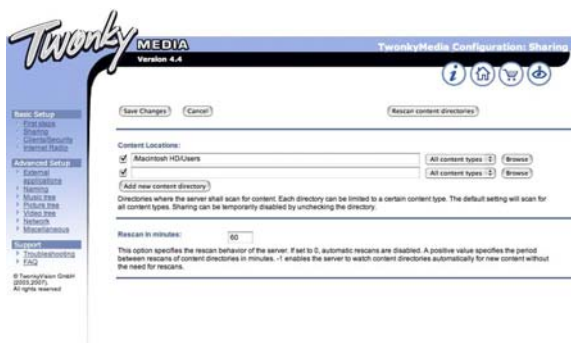 Twonky
MEDIA
Version 4.4
TwonkyMedia Configuration: Sharing
Basic Setup
First steps
Sharing
Clients/Security
Internet Radio
Advanced Setup
External applications
Naming
Music tree
Picture tree
Video tree
Network
Miscellaneous
Support
Troubleshooting
FAQ
© TwonkyVision GmbH
(2003,2007).
All rights reserved
Save Changes
Cancel
Rescan content directories
Content Locations:
/Macintosh HD/Users
All content types
Browse
All content types
Browse
Add new content directory
Directories where the server shall scan for content. Each directory can be limited to a certain content type. The default setting will scan for
all content types. Sharing can be temporarily disabled by unchecking the directory.
Rescan in minutes:
60
This option specifies the rescan behavior of the server. If set to 0, automatic rescans are disabled. A positive value specifies the period
between rescans of content directories in minutes. -1 enables the server to watch content directories automatically for new content without
the need for rescans.